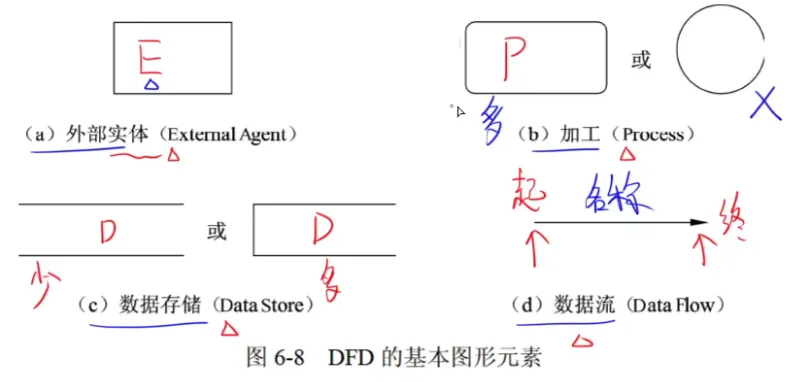 E
P
或
X
多
(a) 外部实体 (External Agent)
(b) 加工 (Process)
起
名称
终
D
或
D
少
多
(c) 数据存储 (Data Store)
(d) 数据流 (Data Flow)
图 6-8 DFD 的基本图形元素